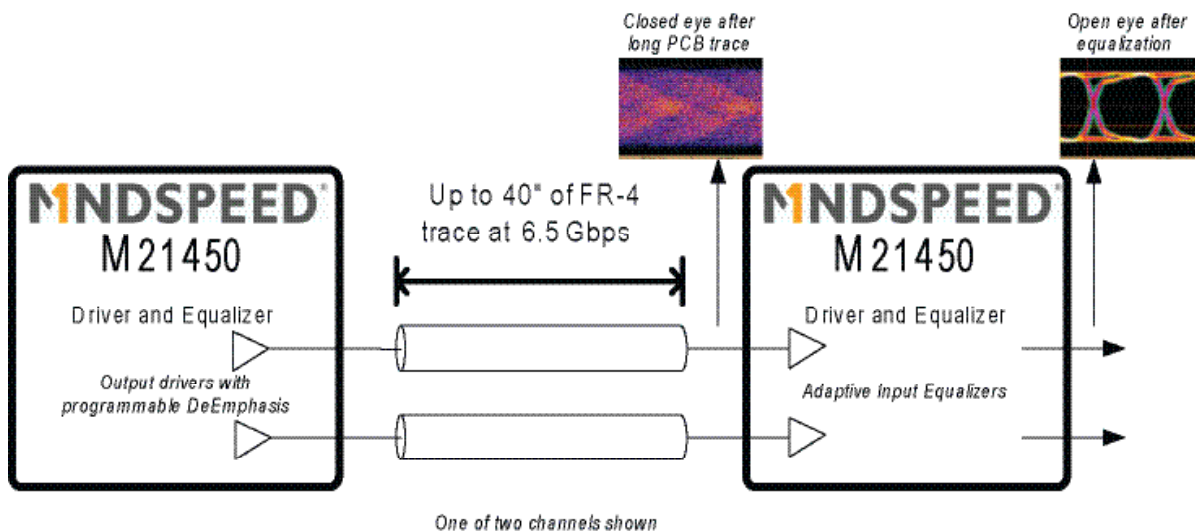 Closed eye after
long PCB trace
Open eye after
equalization
MINDSPEED®
M21450
Driver and Equalizer
Output drivers with
programmable DeEmphasis
Up to 40" of FR-4
trace at 6.5 Gbps
MINDSPEED®
M21450
Driver and Equalizer
Adaptive Input Equalizers
One of two channels shown